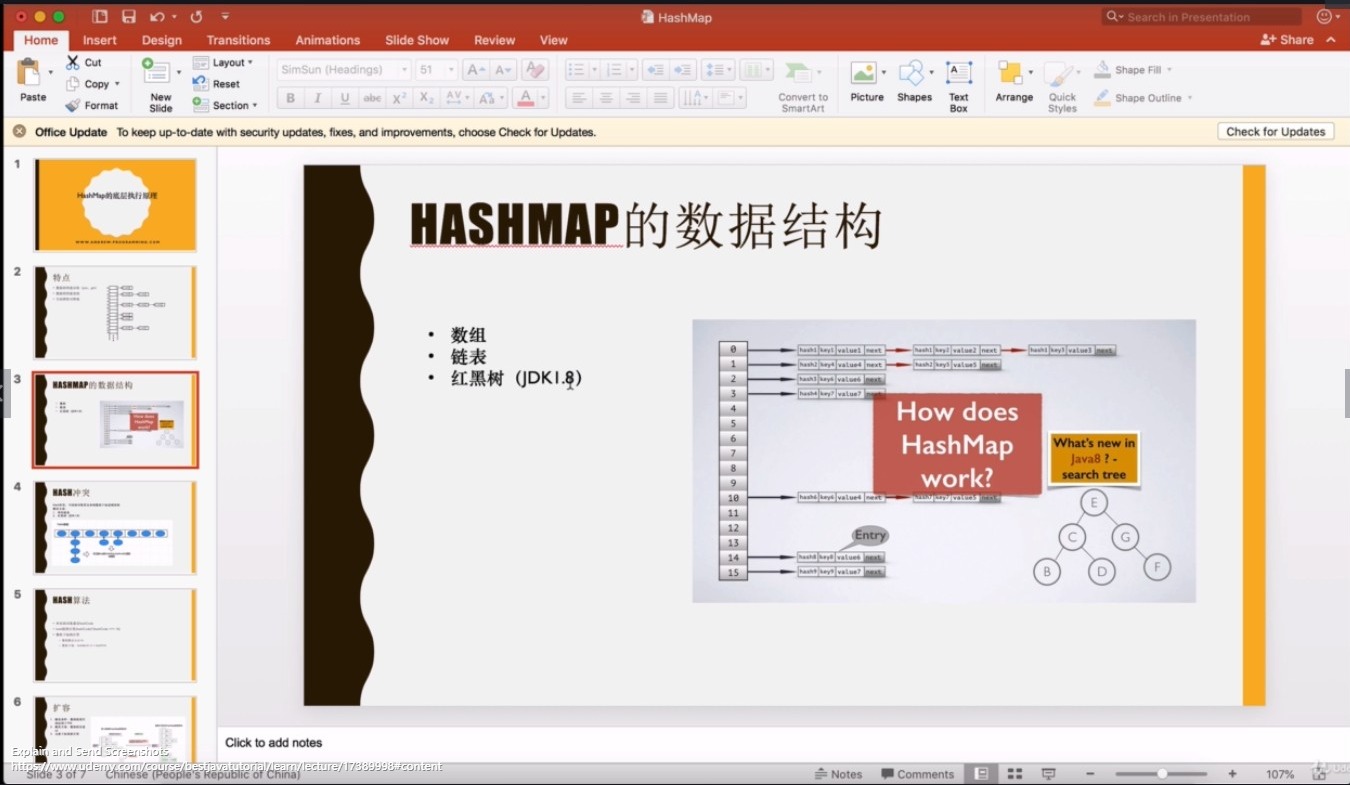 HashMap
Search in Presentation
Home Insert Design Transitions Animations Slide Show Review View
Share
Paste
Cut
Copy
Format
New Slide
Layout
Reset
Section
SimSun (Headings) 51
Convert to SmartArt
Picture
Shapes
Text Box
Arrange
Quick Styles
Shape Fill
Shape Outline
Office Update To keep up-to-date with security updates, fixes, and improvements, choose Check for Updates.
Check for Updates
1
HashMap的底层执行原理
2
特点
3
HASHMAP的数据结构
4
HASH冲突
5
HASH算法
6
扩容
HASHMAP的数据结构
• 数组
• 链表
• 红黑树（JDK1.8）
0 hash1 key1 value1 next hash1 key2 value2 next hash1 key3 value3 next
1 hash2 key4 value4 next hash2 key5 value5 next
2 hash3 key6 value6 next
3 hash4 key7 value7 next
4
5
6
7
8
9
10 hash6 key6 value4 next hash7 key7 value5 next
11
12
13
14 hash8 key8 value6 next
15 hash9 key9 value7 next
How does
HashMap
work?
Entry
What's new in
Java8 ? -
search tree
E
C G
B D F
Click to add notes
Explain and Send Screenshots
https://www.udemy.com/course/bestjavatutorial/learn/lecture/17389998#content
Slide 3 of 7 Chinese (People's Republic of China)
Notes Comments 107%